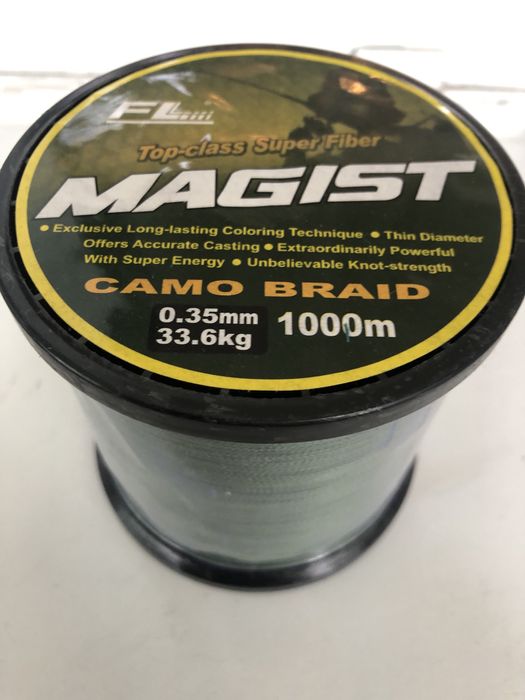 FL
Top-class Super Fiber
MAGIST
• Exclusive Long-lasting Coloring Technique • Thin Diameter
Offers Accurate Casting • Extraordinarily Powerful
With Super Energy • Unbelievable Knot-strength
CAMO BRAID
0.35mm
33.6kg
1000m